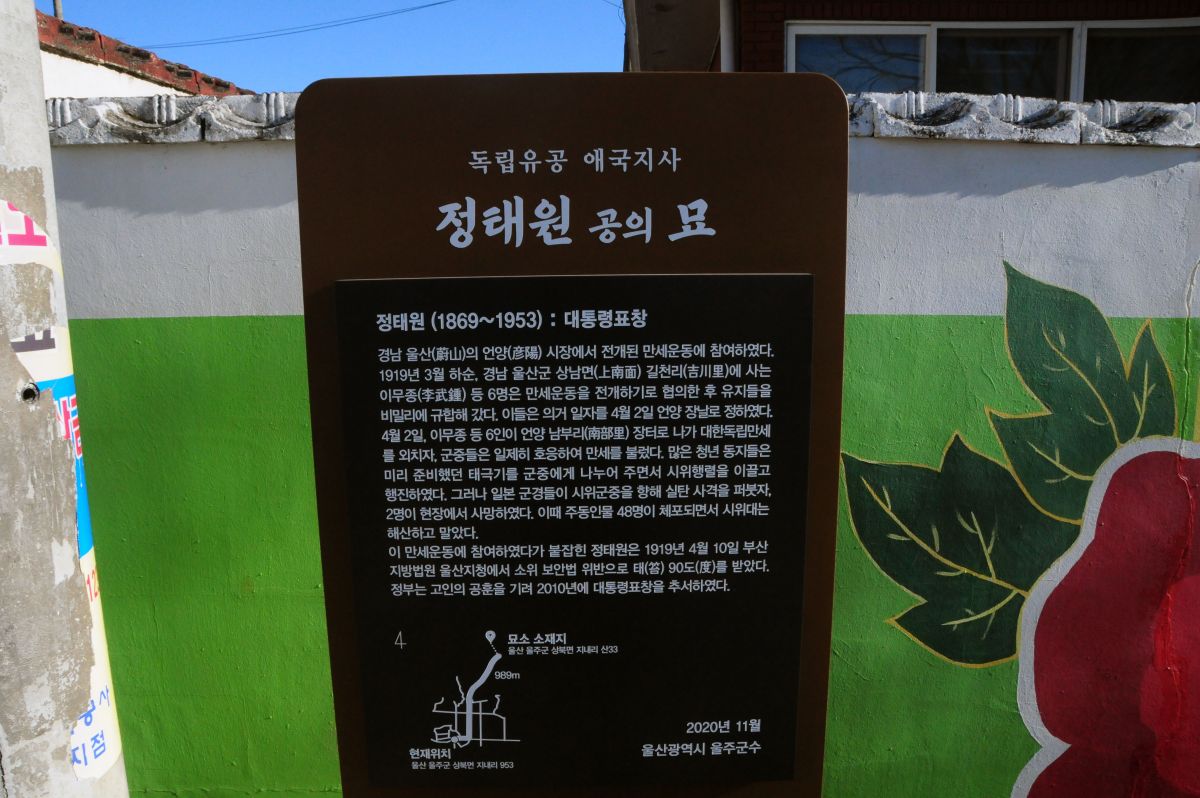 독립유공 애국지사
정태원 공의 묘
정태원 (1869~1953) : 대통령표창
경남 울산(蔚山)의 언양(彦陽) 시장에서 전개된 만세운동에 참여하였다.
1919년 3월 하순, 경남 울산군 상남면(上南面) 길천리(吉川里)에 사는
이무종(李武鍾) 등 6명은 만세운동을 전개하기로 협의한 후 유지들을
비밀리에 규합해 갔다. 이들은 의거 일자를 4월 2일 언양 장날로 정하였다.
4월 2일, 이무종 등 6인이 언양 남부리(南部里) 장터로 나가 대한독립만세
를 외치자, 군중들은 일제히 호응하여 만세를 불렀다. 많은 청년 동지들은
미리 준비했던 태극기를 군중에게 나누어 주면서 시위행렬을 이끌고
행진하였다. 그러나 일본 군경들이 시위군중을 향해 실탄 사격을 퍼붓자,
2명이 현장에서 사망하였다. 이때 주동인물 48명이 체포되면서 시위대는
해산하고 말았다.
이 만세운동에 참여하였다가 붙잡힌 정태원은 1919년 4월 10일 부산
지방법원 울산지청에서 소위 보안법 위반으로 태(笞) 90도(度)를 받았다.
정부는 고인의 공훈을 기려 2010년에 대통령표창을 추서하였다.
4
묘소 소재지
울산 울주군 상북면 지내리 산33
989m
현재위치
울산 울주군 상북면 지내리 953
2020년 11월
울산광역시 울주군수
지점